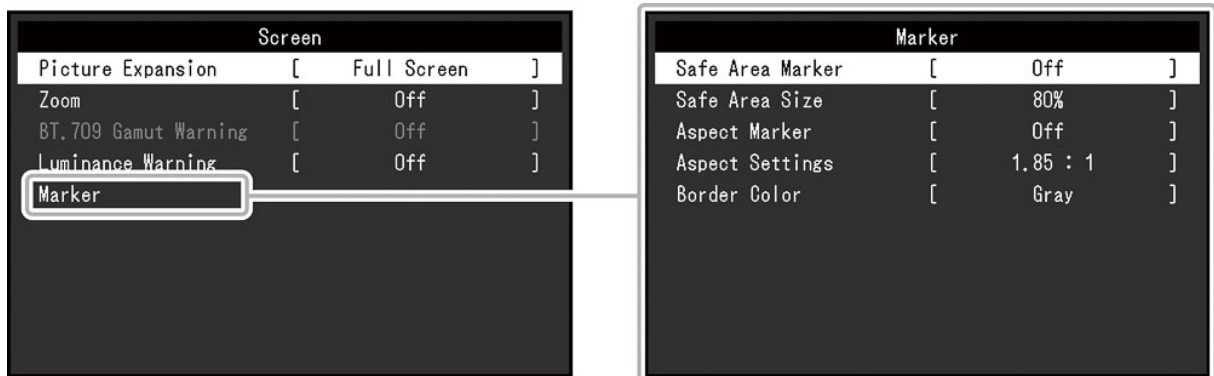 Screen
Picture Expansion [ Full Screen ]
Zoom [ Off ]
BT.709 Gamut Warning [ Off ]
Luminance Warning [ Off ]
Marker
Marker
Safe Area Marker [ Off ]
Safe Area Size [ 80% ]
Aspect Marker [ Off ]
Aspect Settings [ 1.85 : 1 ]
Border Color [ Gray ]